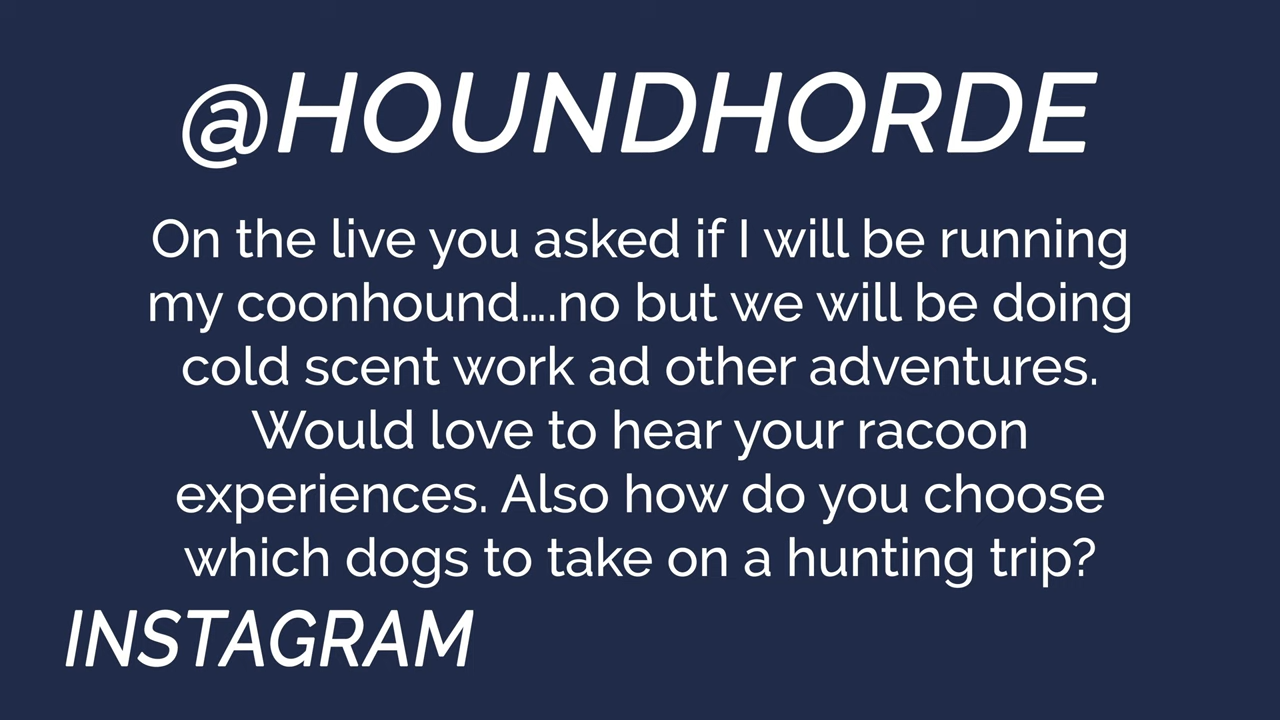 @HOUNDHORDE
On the live you asked if I will be running
my coonhound....no but we will be doing
cold scent work ad other adventures.
Would love to hear your racoon
experiences. Also how do you choose
which dogs to take on a hunting trip?
INSTAGRAM